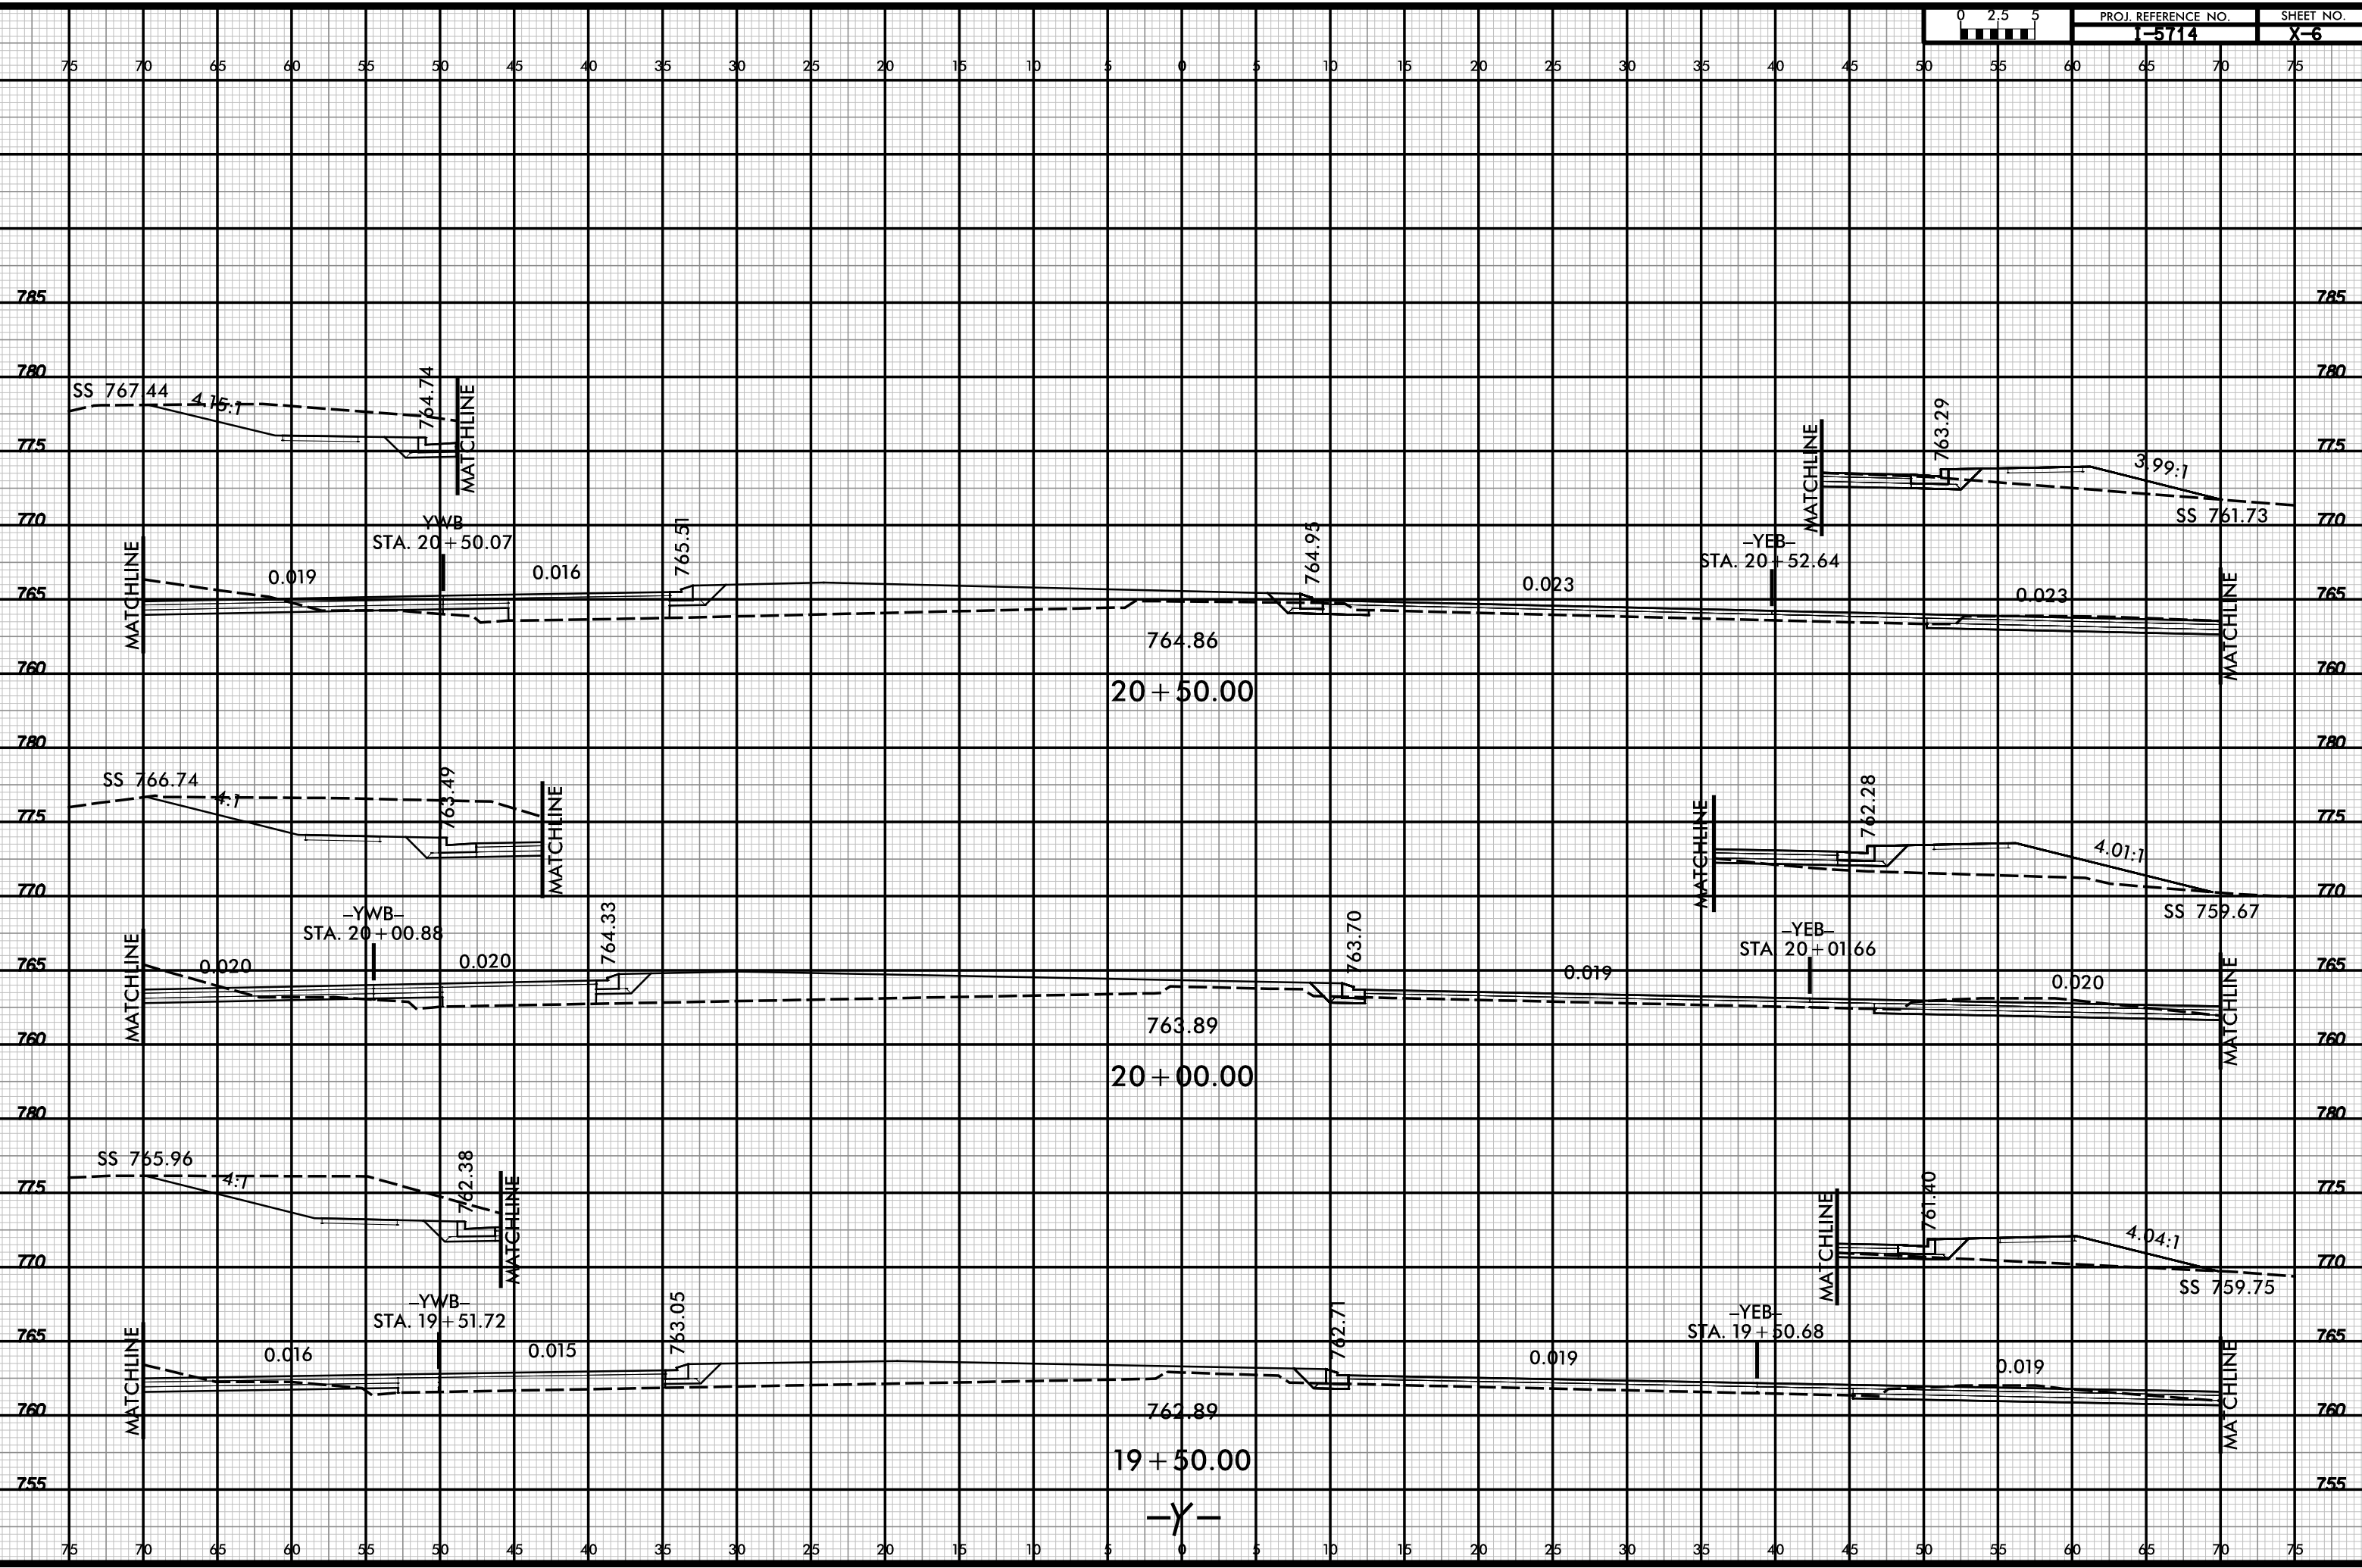 0 2.5 5
PROJ. REFERENCE NO. SHEET NO.
I-5714 X-6
75 70 65 60 55 50 45 40 35 30 25 20 15 10 5 0 5 10 15 20 25 30 35 40 45 50 55 60 65 70 75
785 785
780 780
SS 767.44 4.15:1 764.74 MATCHLINE
775 775
MATCHLINE 763.29 3.99:1
770 770
SS 761.73
YWB
STA. 20+50.07
765.51
764.95
–YEB–
STA. 20+52.64
MATCHLINE 0.019 0.016 0.023 0.023 MATCHLINE
765 765
764.86
760 760
20+50.00
780 780
SS 766.74 4:1 763.49 MATCHLINE
775 775
MATCHLINE 762.28 4.01:1
770 770
SS 759.67
–YWB–
STA. 20+00.88
764.33
763.70
–YEB–
STA. 20+01.66
MATCHLINE 0.020 0.020 0.019 0.020 MATCHLINE
765 765
763.89
760 760
20+00.00
780 780
SS 765.96 4:1 762.38 MATCHLINE
775 775
MATCHLINE 761.40 4.04:1
770 770
SS 759.75
–YWB–
STA. 19+51.72
763.05
762.71
–YEB–
STA. 19+50.68
765 765
MATCHLINE 0.016 0.015 0.019 0.019 MATCHLINE
762.89
760 760
19+50.00
755 755
–Y–
75 70 65 60 55 50 45 40 35 30 25 20 15 10 5 0 5 10 15 20 25 30 35 40 45 50 55 60 65 70 75